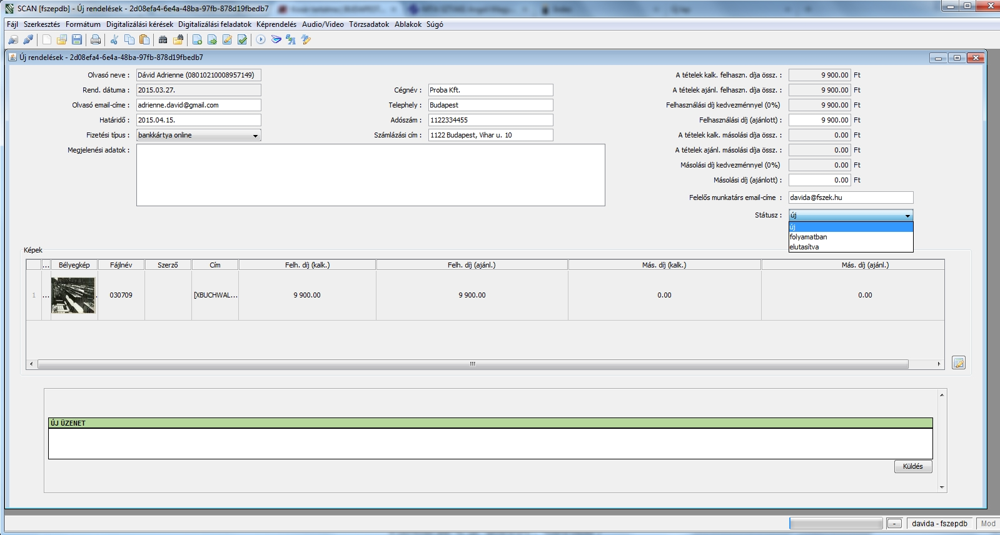 SCAN [fszepdb] - Új rendelések - 2d08efa4-6e4a-48ba-97fb-878d19fbedb7
Fájl Szerkesztés Formátum Digitalizálási kérések Digitalizálási feladatok Képrendelés Audio/Video Törzsadatok Ablakok Súgó
Új rendelések - 2d08efa4-6e4a-48ba-97fb-878d19fbedb7
Olvasó neve : Dávid Adrienne (08010210008957149)
Rend. dátuma : 2015.03.27.
Olvasó email-címe : adrienne.david@gmail.com
Határidő : 2015.04.15.
Fizetési típus : bankkártya online
Megjelenési adatok :
Cégnév : Proba Kft.
Telephely : Budapest
Adószám : 1122334455
Számlázási cím : 1122 Budapest, Vihar u. 10
A tételek kalk. felhaszn. díja össz. : 9 900.00 Ft
A tételek ajánl. felhaszn. díja össz. : 9 900.00 Ft
Felhasználási díj kedvezménnyel (0%) 9 900.00 Ft
Felhasználási díj (ajánlott) : 9 900.00 Ft
A tételek kalk. másolási díja össz. : 0.00 Ft
A tételek ajánl. másolási díja össz. : 0.00 Ft
Másolási díj kedvezménnyel (0%) 0.00 Ft
Másolási díj (ajánlott) : 0.00 Ft
Felelős munkatárs email-címe : davida@fszek.hu
Státusz : új
új
folyamatban
elutasítva
Képek
... Bélyegkép Fájlnév Szerző Cím Felh. díj (kalk.) Felh. díj (ajánl.) Más. díj (kalk.) Más. díj (ajánl.)
1 ... 030709 [XBUCHWAL... 9 900.00 9 900.00 0.00 0.00
ÚJ ÜZENET
Küldés
- davida - fszepdb Mod